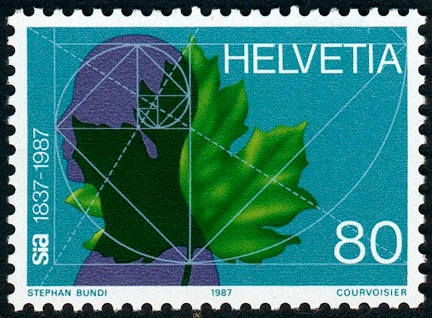 HELVETIA
sia 1837-1987
80
STEPHAN BUNDI 1987 COURVOISIER